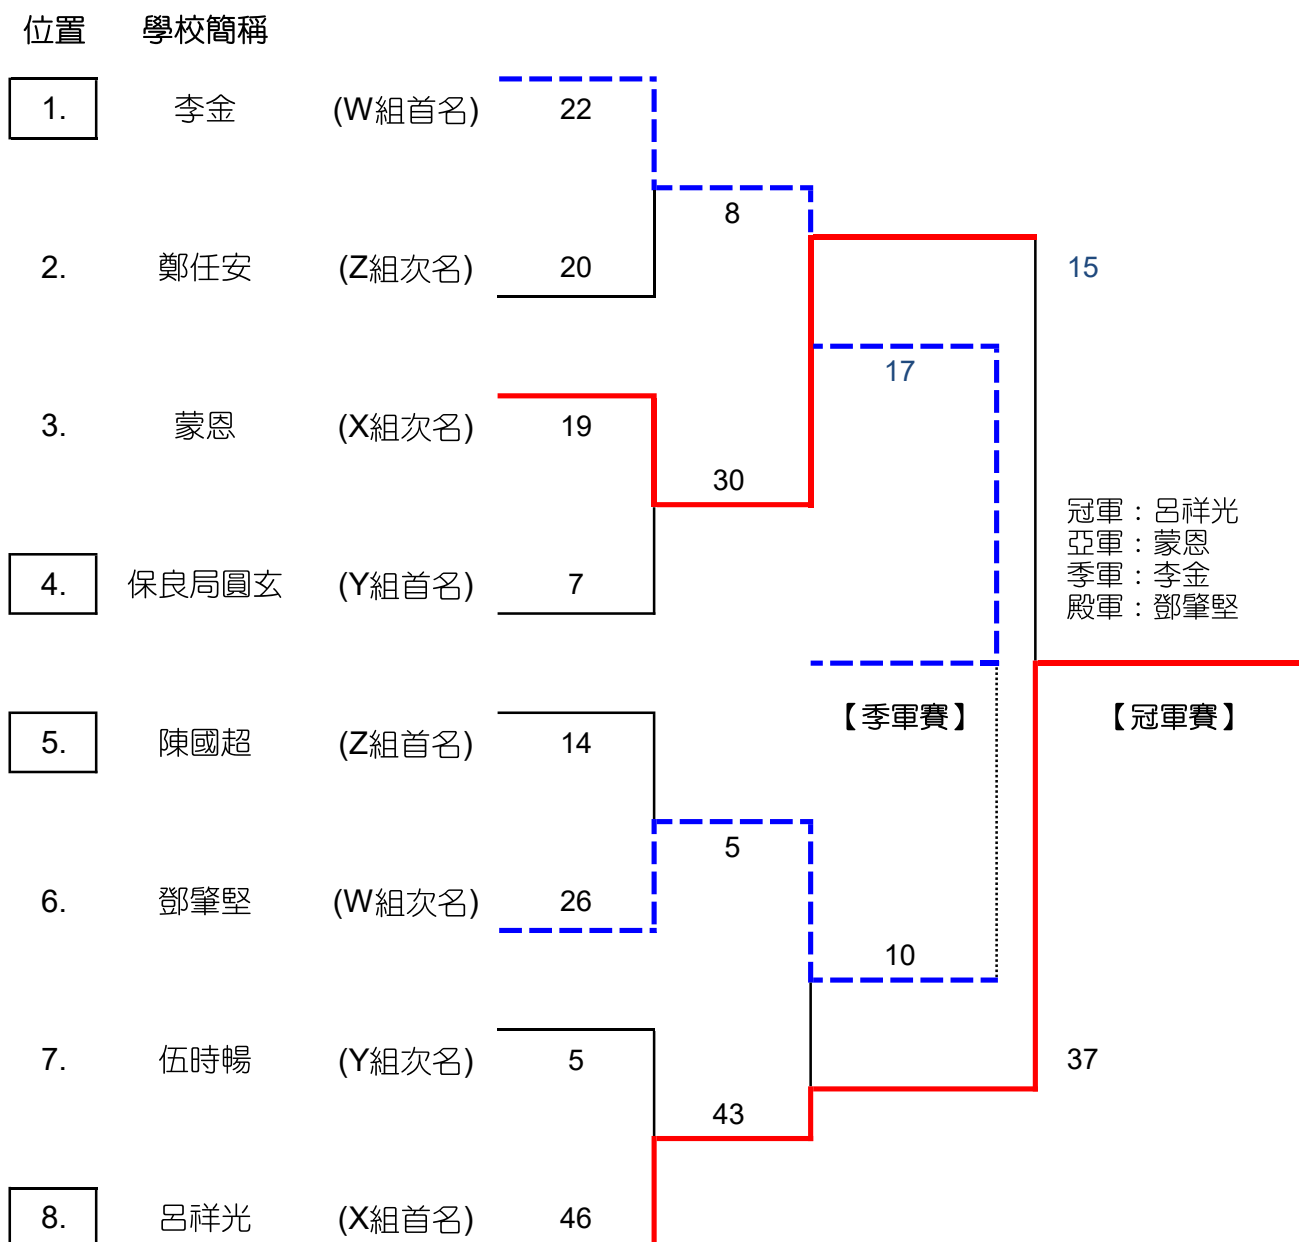 位置 學校簡稱
1. 李金 (W組首名) 22
8
2. 鄭任安 (Z組次名) 20
15
17
3. 蒙恩 (X組次名) 19
30
冠軍：呂祥光
亞軍：蒙恩
季軍：李金
殿軍：鄧肇堅
4. 保良局圓玄 (Y組首名) 7
【季軍賽】 【冠軍賽】
5. 陳國超 (Z組首名) 14
5
6. 鄧肇堅 (W組次名) 26
10
7. 伍時暢 (Y組次名) 5
37
43
8. 呂祥光 (X組首名) 46